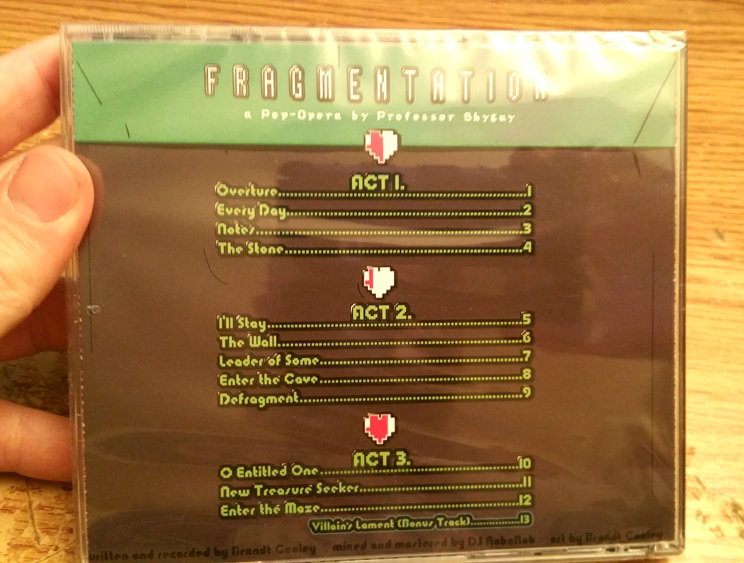 FRAGMENTATION
a Pop-Opera by Professor Shyguy
ACT 1.
Overture....1
Every Day....2
Notes....3
The Stone....4
ACT 2.
I'll Stay....5
The Wall....6
Leader of Some....7
Enter the Cave....8
Defragment....9
ACT 3.
O Entitled One....10
New Treasure Seeker....11
Enter the Maze....12
Villain's Lament (Bonus Track)....13
written and recorded by Brandt Cooley mixed and mastered by DJ RoboRob art by Brandt Cooley